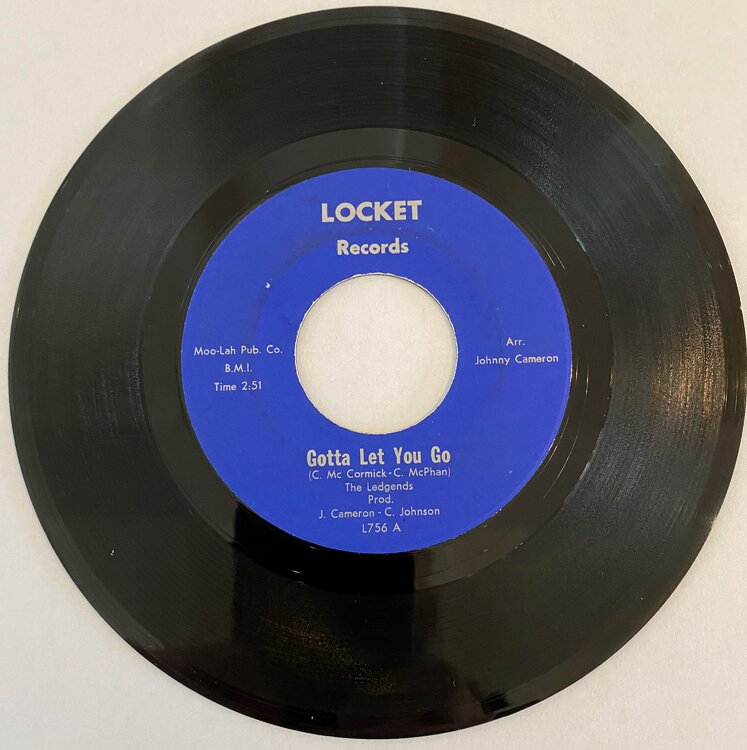 LOCKET
Records
Moo-Lah Pub. Co.
B.M.I.
Time 2:51
Arr.
Johnny Cameron
Gotta Let You Go
(C. Mc Cormick - C. McPhan)
The Ledgends
Prod.
J. Cameron - C. Johnson
L756 A